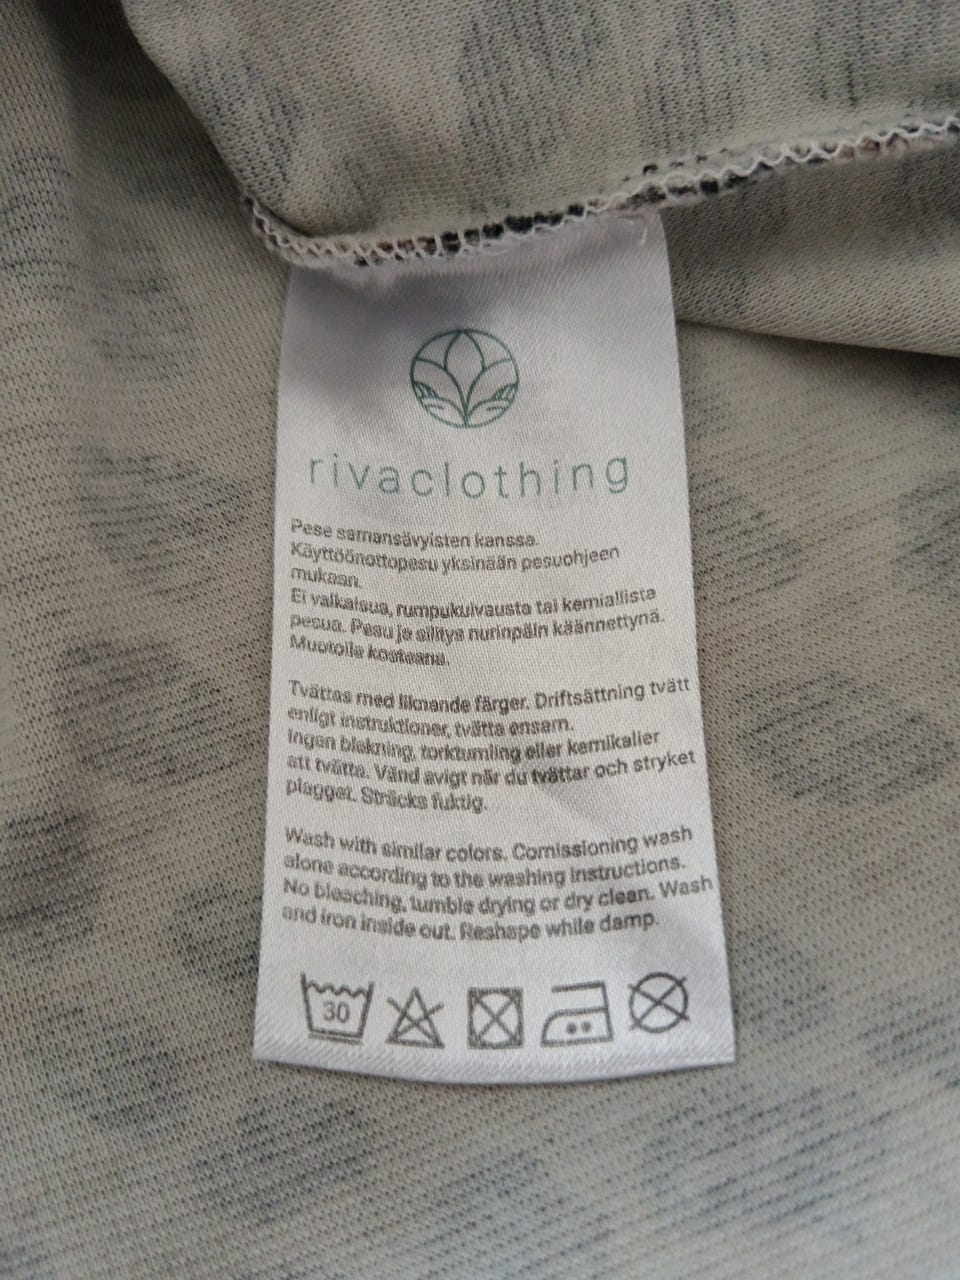 rivaclothing
Pese samansävyisten kanssa.
Käyttöönottopesu yksinään pesuohjeen
mukaan.
Ei valkaisua, rumpukuivausta tai kemiallista
pesua. Pesu ja silitys nurinpäin käännettynä.
Muotoile kosteana.
Tvättas med liknande färger. Driftsättning tvätt
enligt instruktioner, tvätta ensam.
Ingen blekning, torktumling eller kemikalier
att tvätta. Vänd avigt när du tvättar och stryket
plagget. Sträcks fuktig.
Wash with similar colors. Comissioning wash
alone according to the washing instructions.
No bleaching, tumble drying or dry clean. Wash
and iron inside out. Reshape while damp.
30